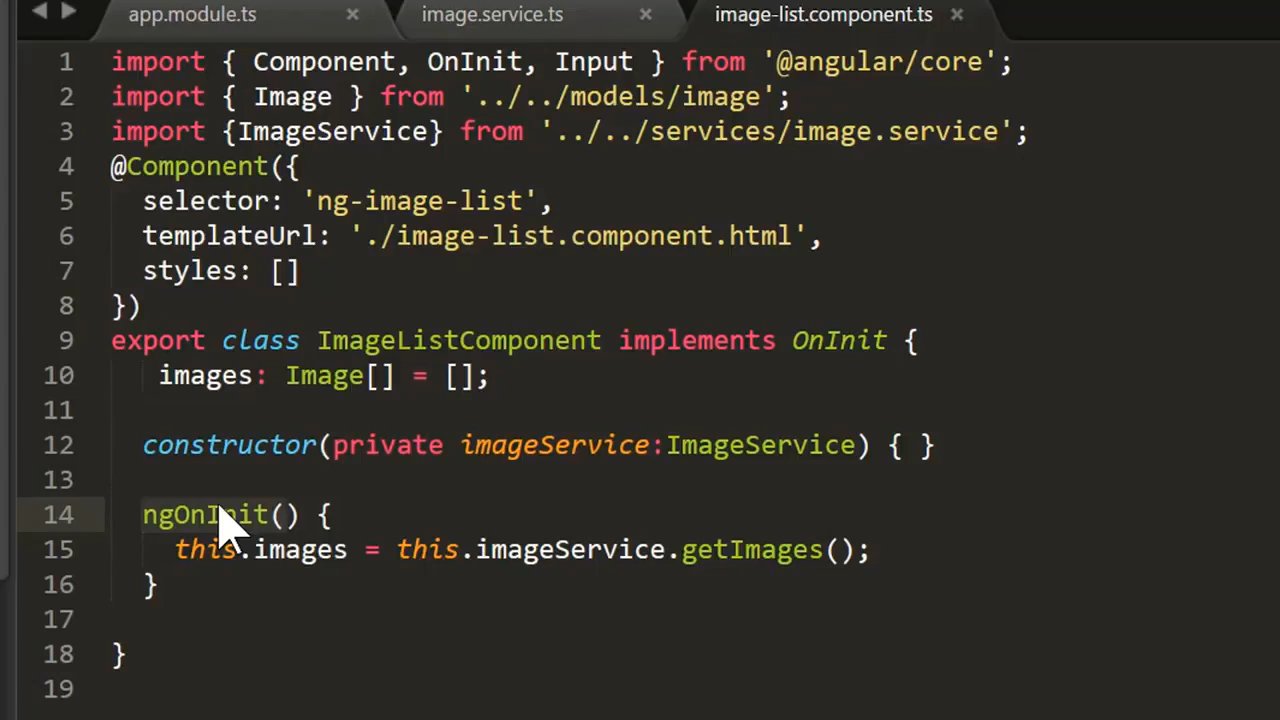 app.module.ts × image.service.ts × image-list.component.ts ×
1 import { Component, OnInit, Input } from '@angular/core';
2 import { Image } from '../../models/image';
3 import {ImageService} from '../../services/image.service';
4 @Component({
5 selector: 'ng-image-list',
6 templateUrl: './image-list.component.html',
7 styles: []
8 })
9 export class ImageListComponent implements OnInit {
10 images: Image[] = [];
11
12 constructor(private imageService:ImageService) { }
13
14 ngOnInit() {
15 this.images = this.imageService.getImages();
16 }
17
18 }
19